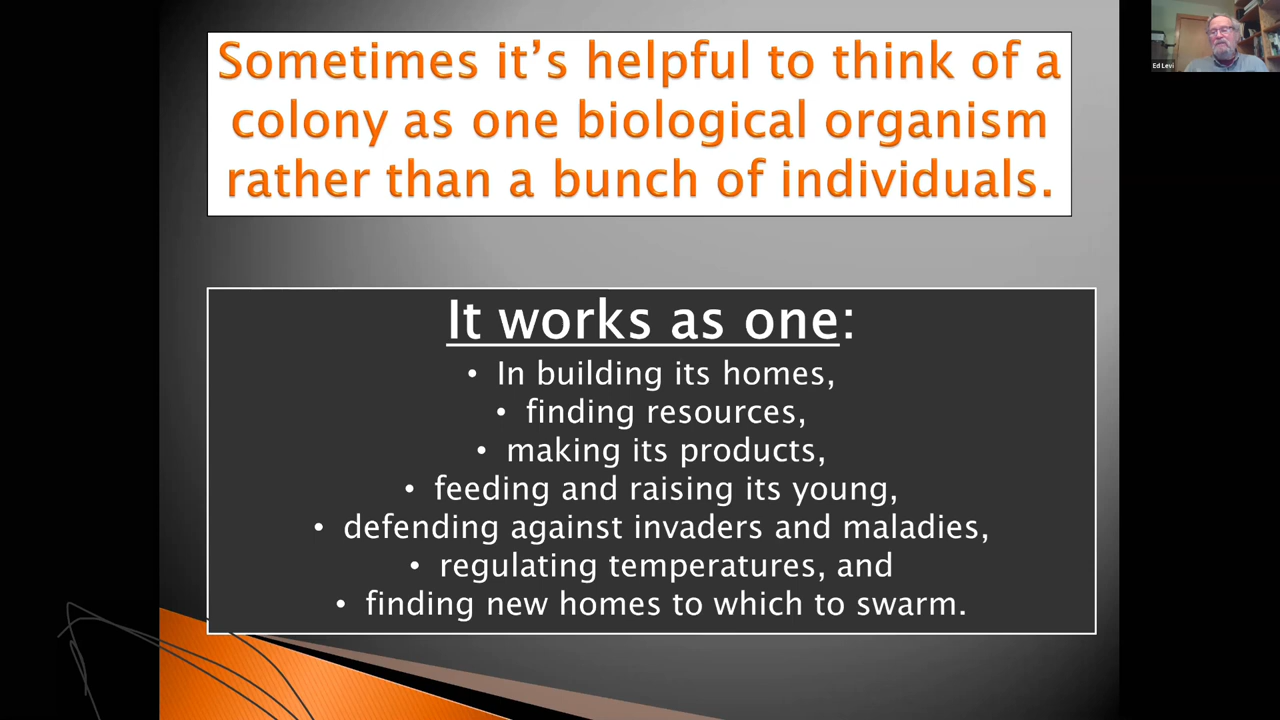 Sometimes it’s helpful to think of a
colony as one biological organism
rather than a bunch of individuals.
It works as one:
• In building its homes,
• finding resources,
• making its products,
• feeding and raising its young,
• defending against invaders and maladies,
• regulating temperatures, and
• finding new homes to which to swarm.
Ed Levi